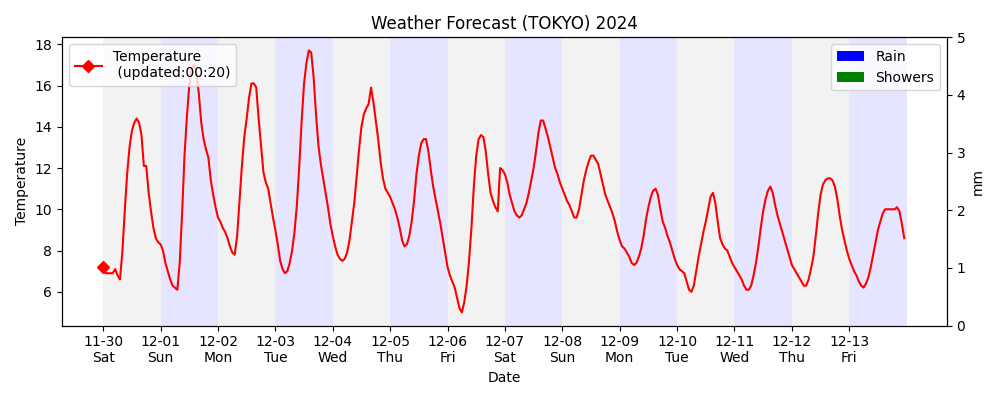 Weather Forecast (TOKYO) 2024
Temperature
(updated:00:20)
Rain
Showers
Temperature
18
16
14
12
10
8
6
5
4
3
2
1
0
mm
11-30 12-01 12-02 12-03 12-04 12-05 12-06 12-07 12-08 12-09 12-10 12-11 12-12 12-13
Sat Sun Mon Tue Wed Thu Fri Sat Sun Mon Tue Wed Thu Fri
Date